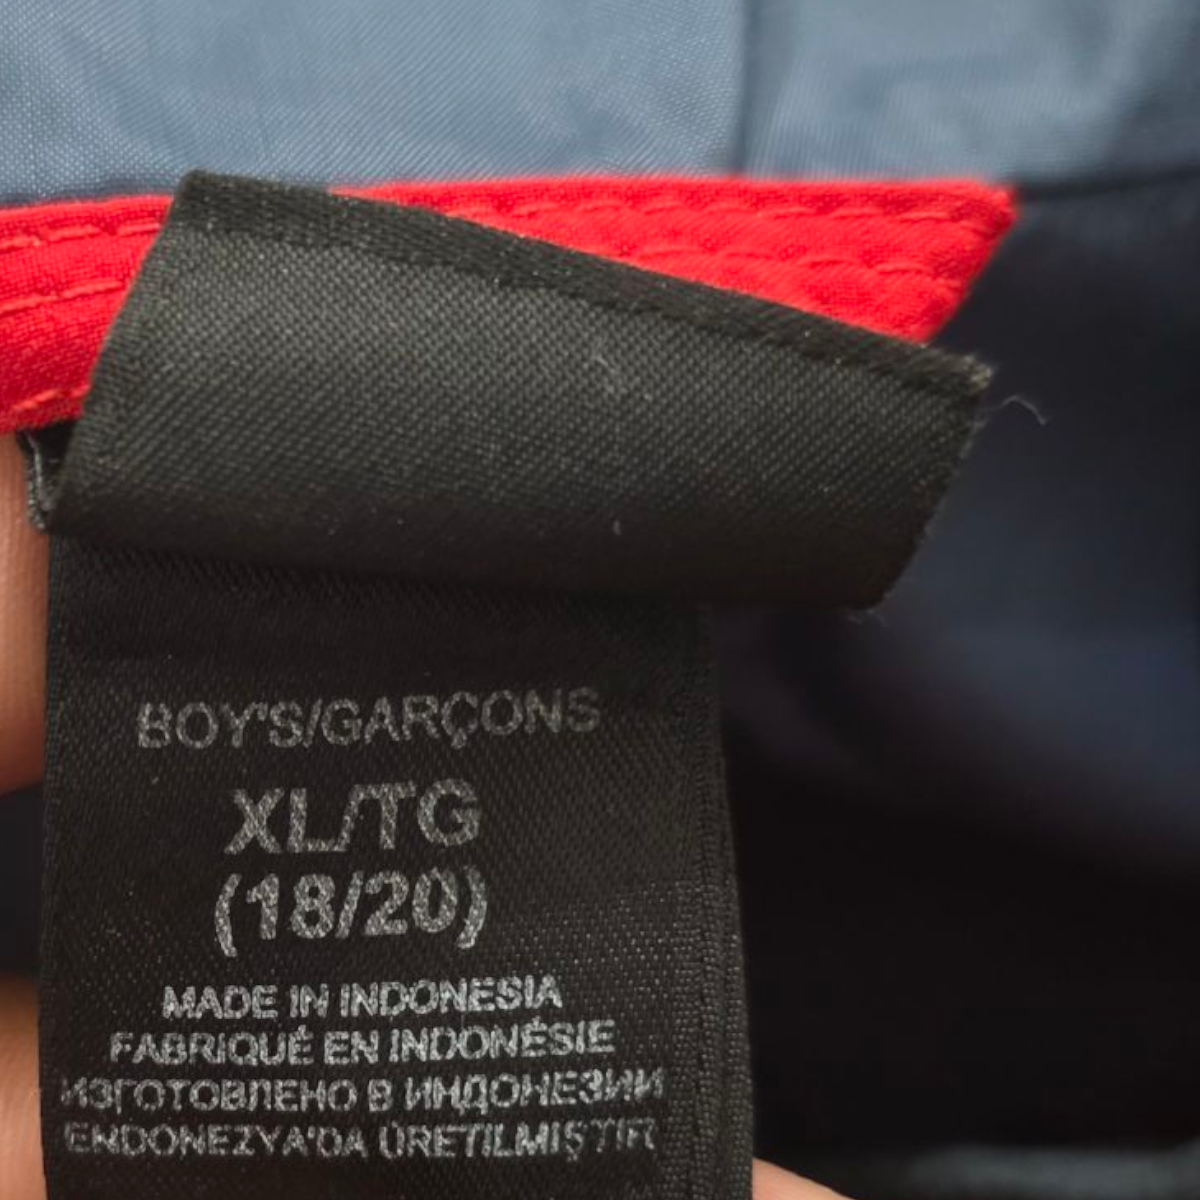 BOY'S/GARÇONS
XL/TG
(18/20)
MADE IN INDONESIA
FABRIQUÉ EN INDONÉSIE
ИЗГОТОВЛЕНО В ИНДОНЕЗИИ
ENDONEZYA'DA ÜRETILMIŞTIR